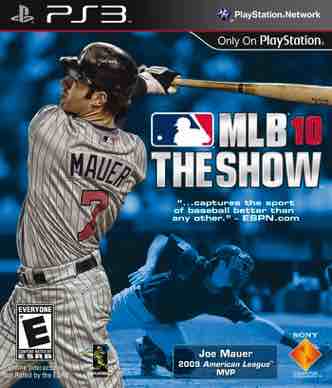 PS3
PlayStation Network
Only On PlayStation.
MLB 10
THE SHOW
"...captures the sport
of baseball better than
any other." - ESPN.com
MAUER
7
EVERYONE
E
ESRB
Joe Mauer
2009 American League™
MVP
SONY